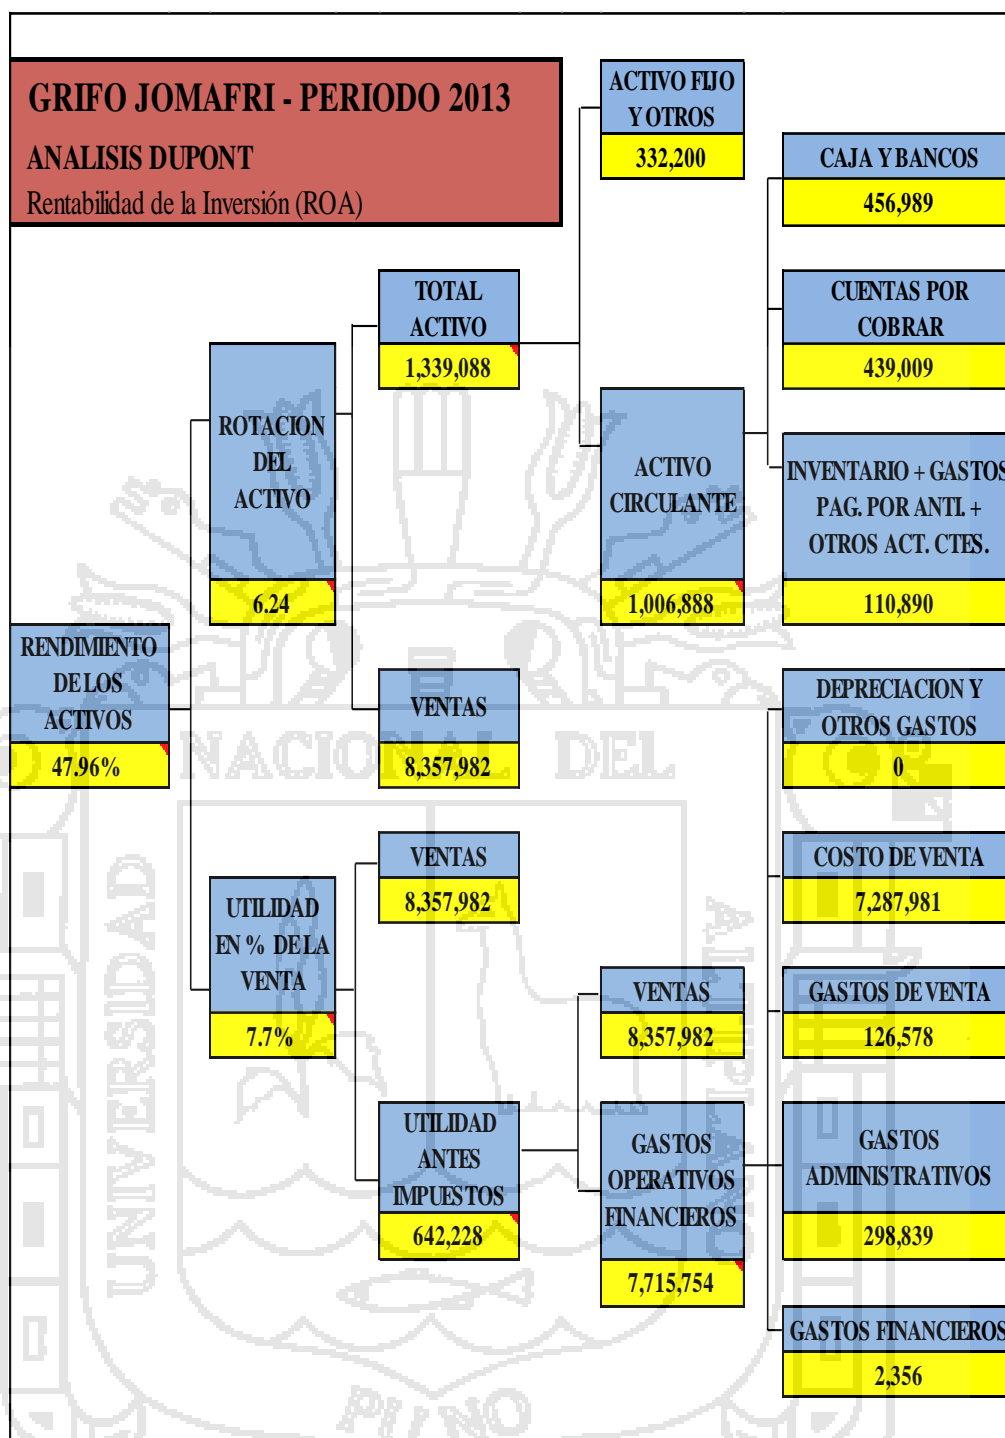 GRIFO JOMAFRI - PERIODO 2013
ANALISIS DUPONT
Rentabilidad de la Inversión (ROA)
ACTIVO FIJO
Y OTROS
332,200
CAJA Y BANCOS
456,989
CUENTAS POR
COBRAR
439,009
TOTAL
ACTIVO
1,339,088
ROTACION
DEL
ACTIVO
6.24
ACTIVO
CIRCULANTE
1,006,888
INVENTARIO + GASTOS
PAG. POR ANTI. +
OTROS ACT. CTES.
110,890
RENDIMIENTO
DE LOS
ACTIVOS
47.96%
VENTAS
8,357,982
DEPRECIACION Y
OTROS GASTOS
0
VENTAS
8,357,982
COSTO DE VENTA
7,287,981
UTILIDAD
EN % DE LA
VENTA
7.7%
VENTAS
8,357,982
GASTOS DE VENTA
126,578
UTILIDAD
ANTES
IMPUESTOS
642,228
GASTOS
OPERATIVOS
FINANCIEROS
7,715,754
GASTOS
ADMINISTRATIVOS
298,839
GASTOS FINANCIEROS
2,356
UNIVERSIDAD
NACIONAL DEL
PUNO